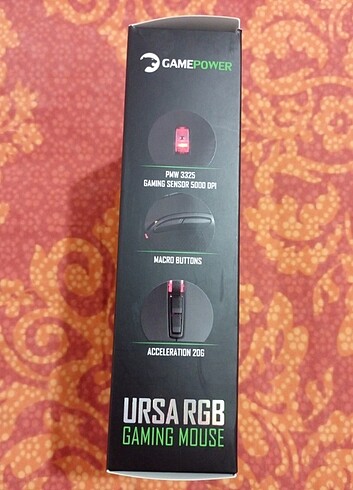 GAMEPOWER
PMW 3325
GAMING SENSOR 5000 DPI
MACRO BUTTONS
ACCELERATION 20G
URSA RGB
GAMING MOUSE